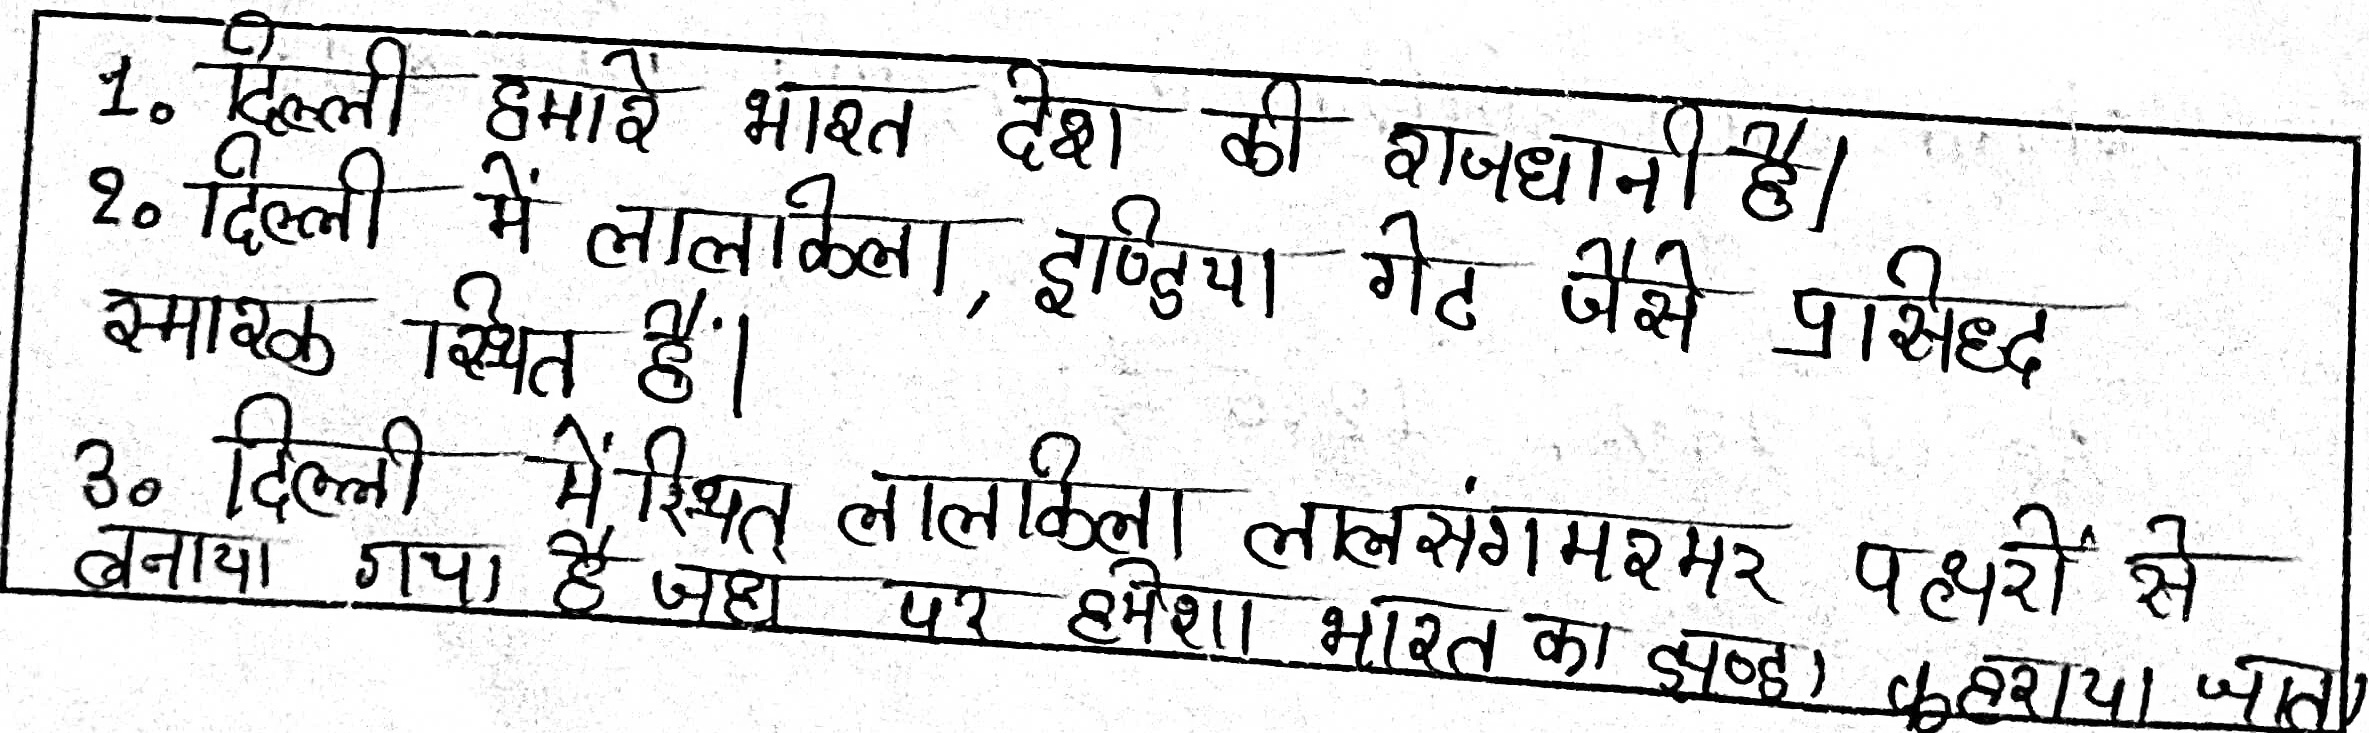 1. दिल्ली हमारे भारत देश की राजधानी है।
2. दिल्ली में लालकिला, इण्डिया गेट जैसे प्रसिध्द
स्मारक स्थित हैं।
3. दिल्ली में स्थित लालकिला लालसंगमरमर पत्थरों से
बनाया गया है जहा पर हमेशा भारत का झण्डा फहराया जाता